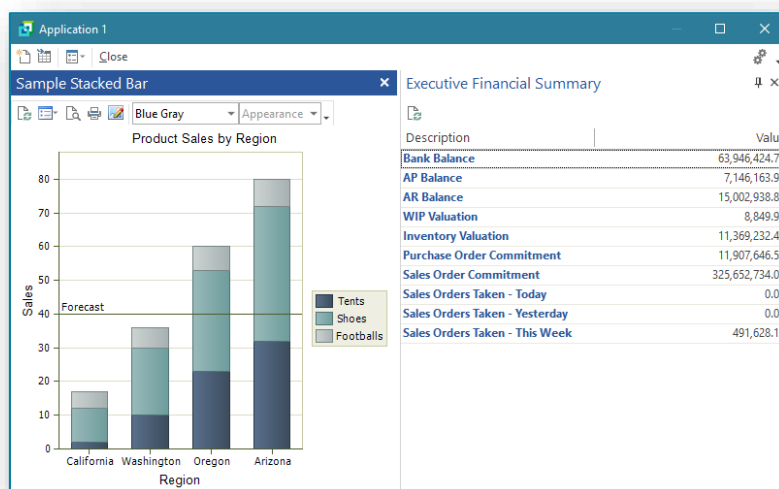 Application 1
Close
Sample Stacked Bar
Blue Gray
Appearance
Product Sales by Region
Sales
80
70
60
50
40
30
20
10
0
Forecast
Tents
Shoes
Footballs
California Washington Oregon Arizona
Region
Executive Financial Summary
Description Valu
Bank Balance 63,946,424.7
AP Balance 7,146,163.9
AR Balance 15,002,938.8
WIP Valuation 8,849.9
Inventory Valuation 11,369,232.4
Purchase Order Commitment 11,907,646.5
Sales Order Commitment 325,652,734.0
Sales Orders Taken - Today 0.0
Sales Orders Taken - Yesterday 0.0
Sales Orders Taken - This Week 491,628.1